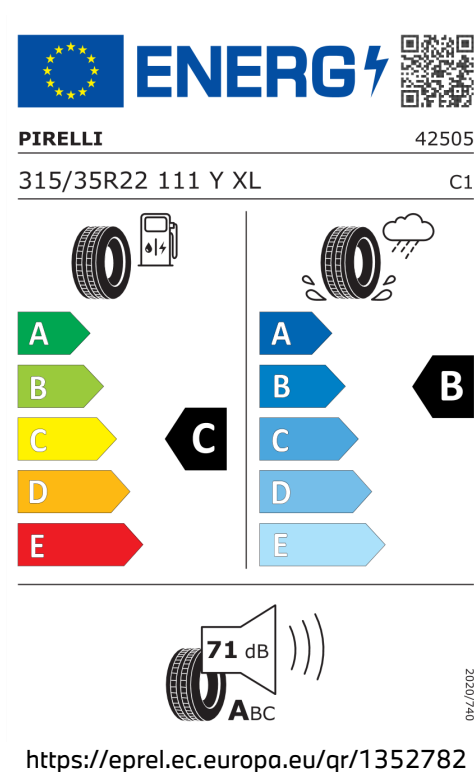 ENERG
PIRELLI 42505
315/35R22 111 Y XL C1
A A
B B B
C C C
D D
E E
71 dB
ABC
2020/740
https://eprel.ec.europa.eu/qr/1352782